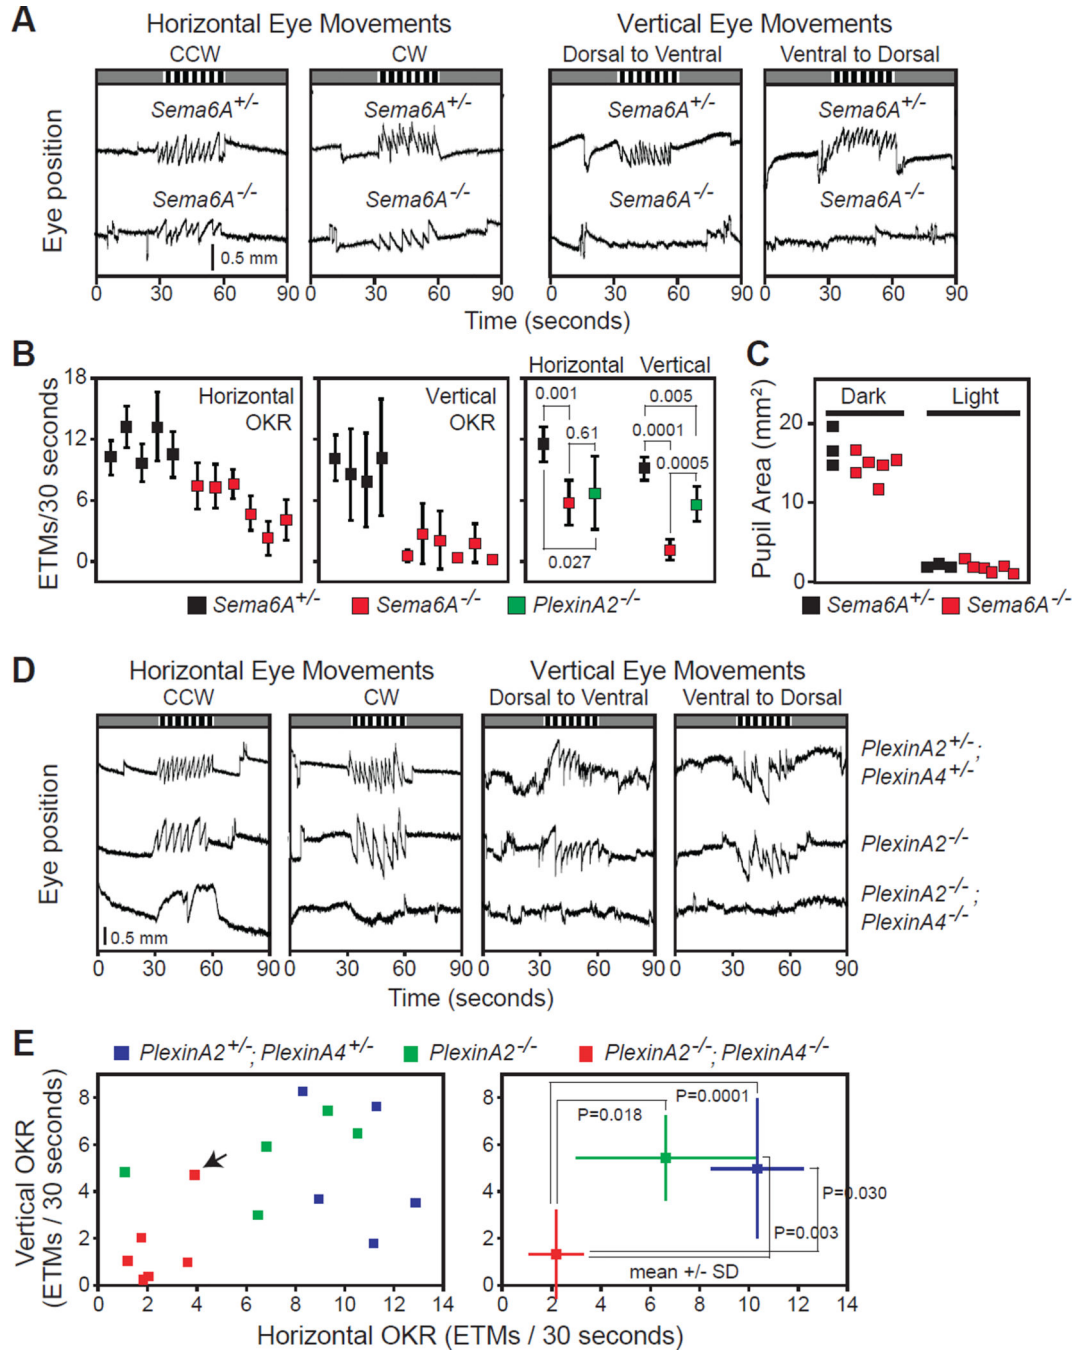 A
Horizontal Eye Movements
Vertical Eye Movements
CCW
CW
Dorsal to Ventral
Ventral to Dorsal
Sema6A+/-
Sema6A+/-
Sema6A+/-
Sema6A+/-
Sema6A-/-
Sema6A-/-
Sema6A-/-
Sema6A-/-
Eye position
0.5 mm
0 30 60 90
0 30 60 90
0 30 60 90
0 30 60 90
Time (seconds)
B
ETMs/30 seconds
18
12
6
0
Horizontal OKR
Vertical OKR
Horizontal
Vertical
0.001
0.61
0.027
0.005
0.0001
0.0005
Sema6A+/-
Sema6A-/-
PlexinA2-/-
C
Pupil Area (mm2)
20
10
0
Dark
Light
Sema6A+/-
Sema6A-/-
D
Horizontal Eye Movements
Vertical Eye Movements
CCW
CW
Dorsal to Ventral
Ventral to Dorsal
Eye position
PlexinA2+/-;
PlexinA4+/-
PlexinA2-/-
PlexinA2-/-;
PlexinA4-/-
0.5 mm
0 30 60 90
0 30 60 90
0 30 60 90
0 30 60 90
Time (seconds)
E
PlexinA2+/-; PlexinA4+/-
PlexinA2-/-
PlexinA2-/-; PlexinA4-/-
Vertical OKR
(ETMs / 30 seconds)
8
6
4
2
0
0 2 4 6 8 10 12 14
8
6
4
2
0
P=0.0001
P=0.018
P=0.030
P=0.003
mean +/- SD
0 2 4 6 8 10 12 14
Horizontal OKR (ETMs / 30 seconds)